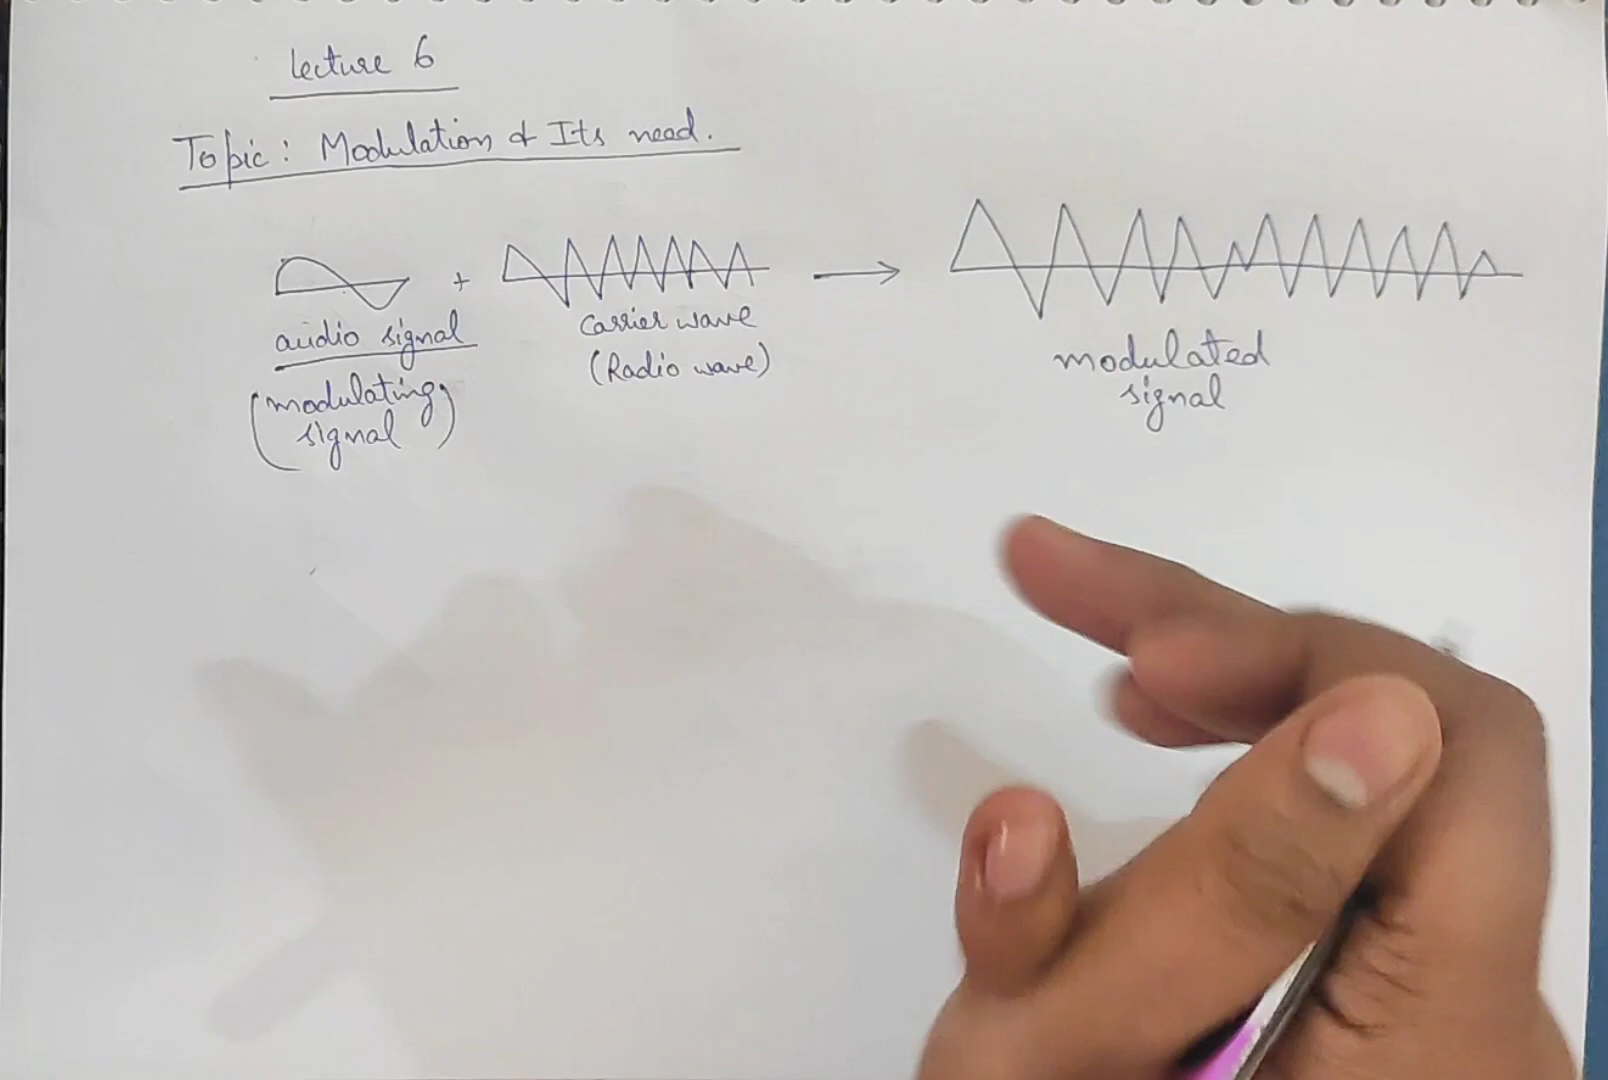 Lecture 6
Topic: Modulation & Its need.
+
audio signal
(modulating
signal)
Carrier wave
(Radio wave)
modulated
signal